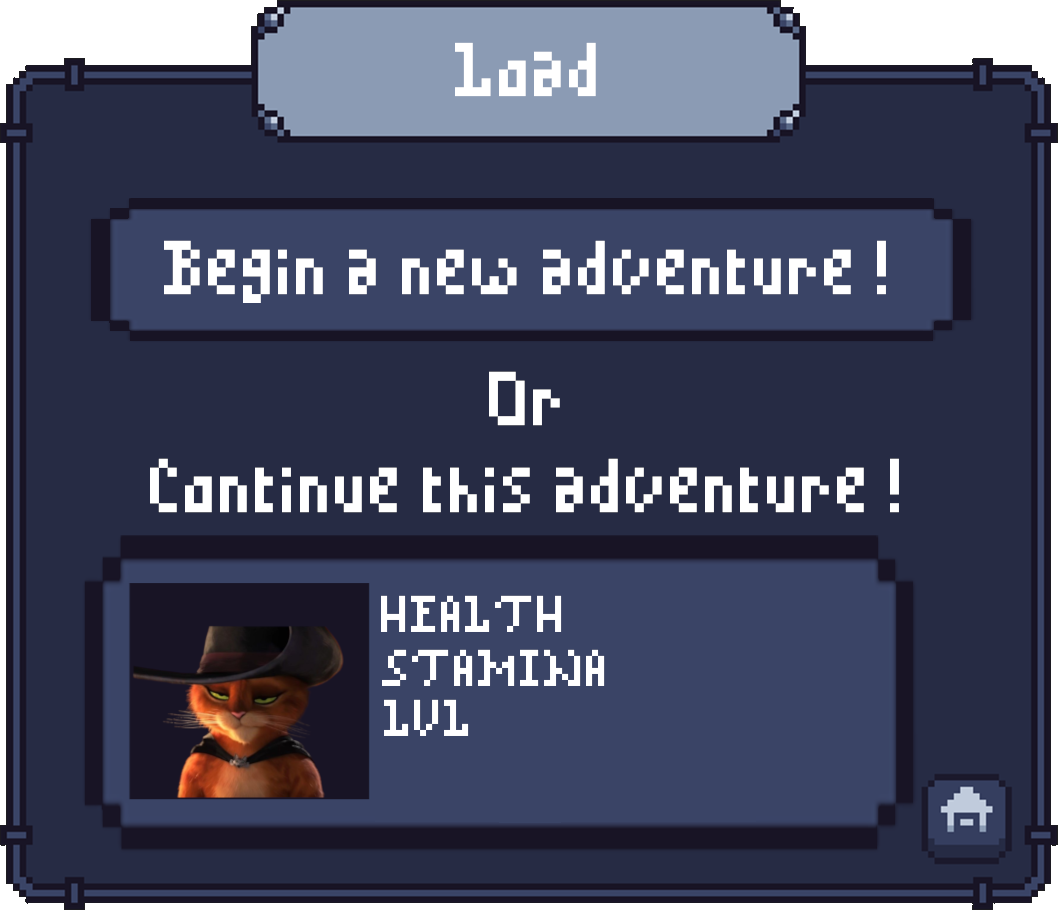 Load
Begin a new adventure !
Or
Continue this adventure !
HEALTH
STAMINA
LVL